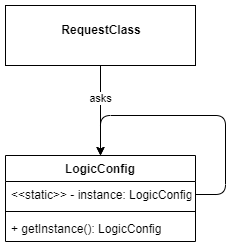 RequestClass
asks
LogicConfig
<<static>> - instance: LogicConfig
+ getInstance(): LogicConfig